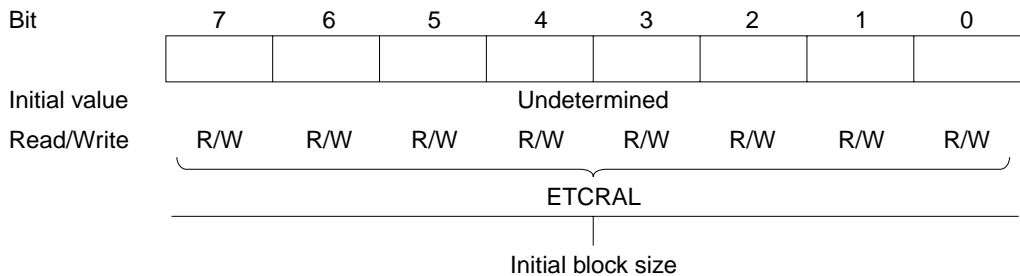 Bit 7 6 5 4 3 2 1 0
Initial value Undetermined
Read/Write R/W R/W R/W R/W R/W R/W R/W R/W
ETCRAL
Initial block size